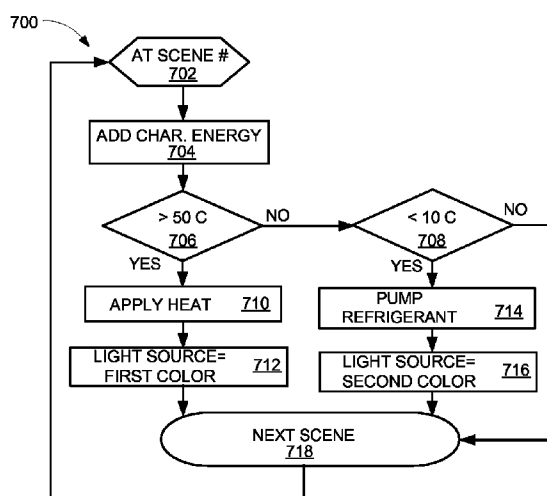 700
AT SCENE #
702
ADD CHAR. ENERGY
704
> 50 C
706
NO
YES
< 10 C
708
NO
YES
APPLY HEAT 710
PUMP
REFRIGERANT
714
LIGHT SOURCE=
FIRST COLOR
712
LIGHT SOURCE=
SECOND COLOR
716
NEXT SCENE
718